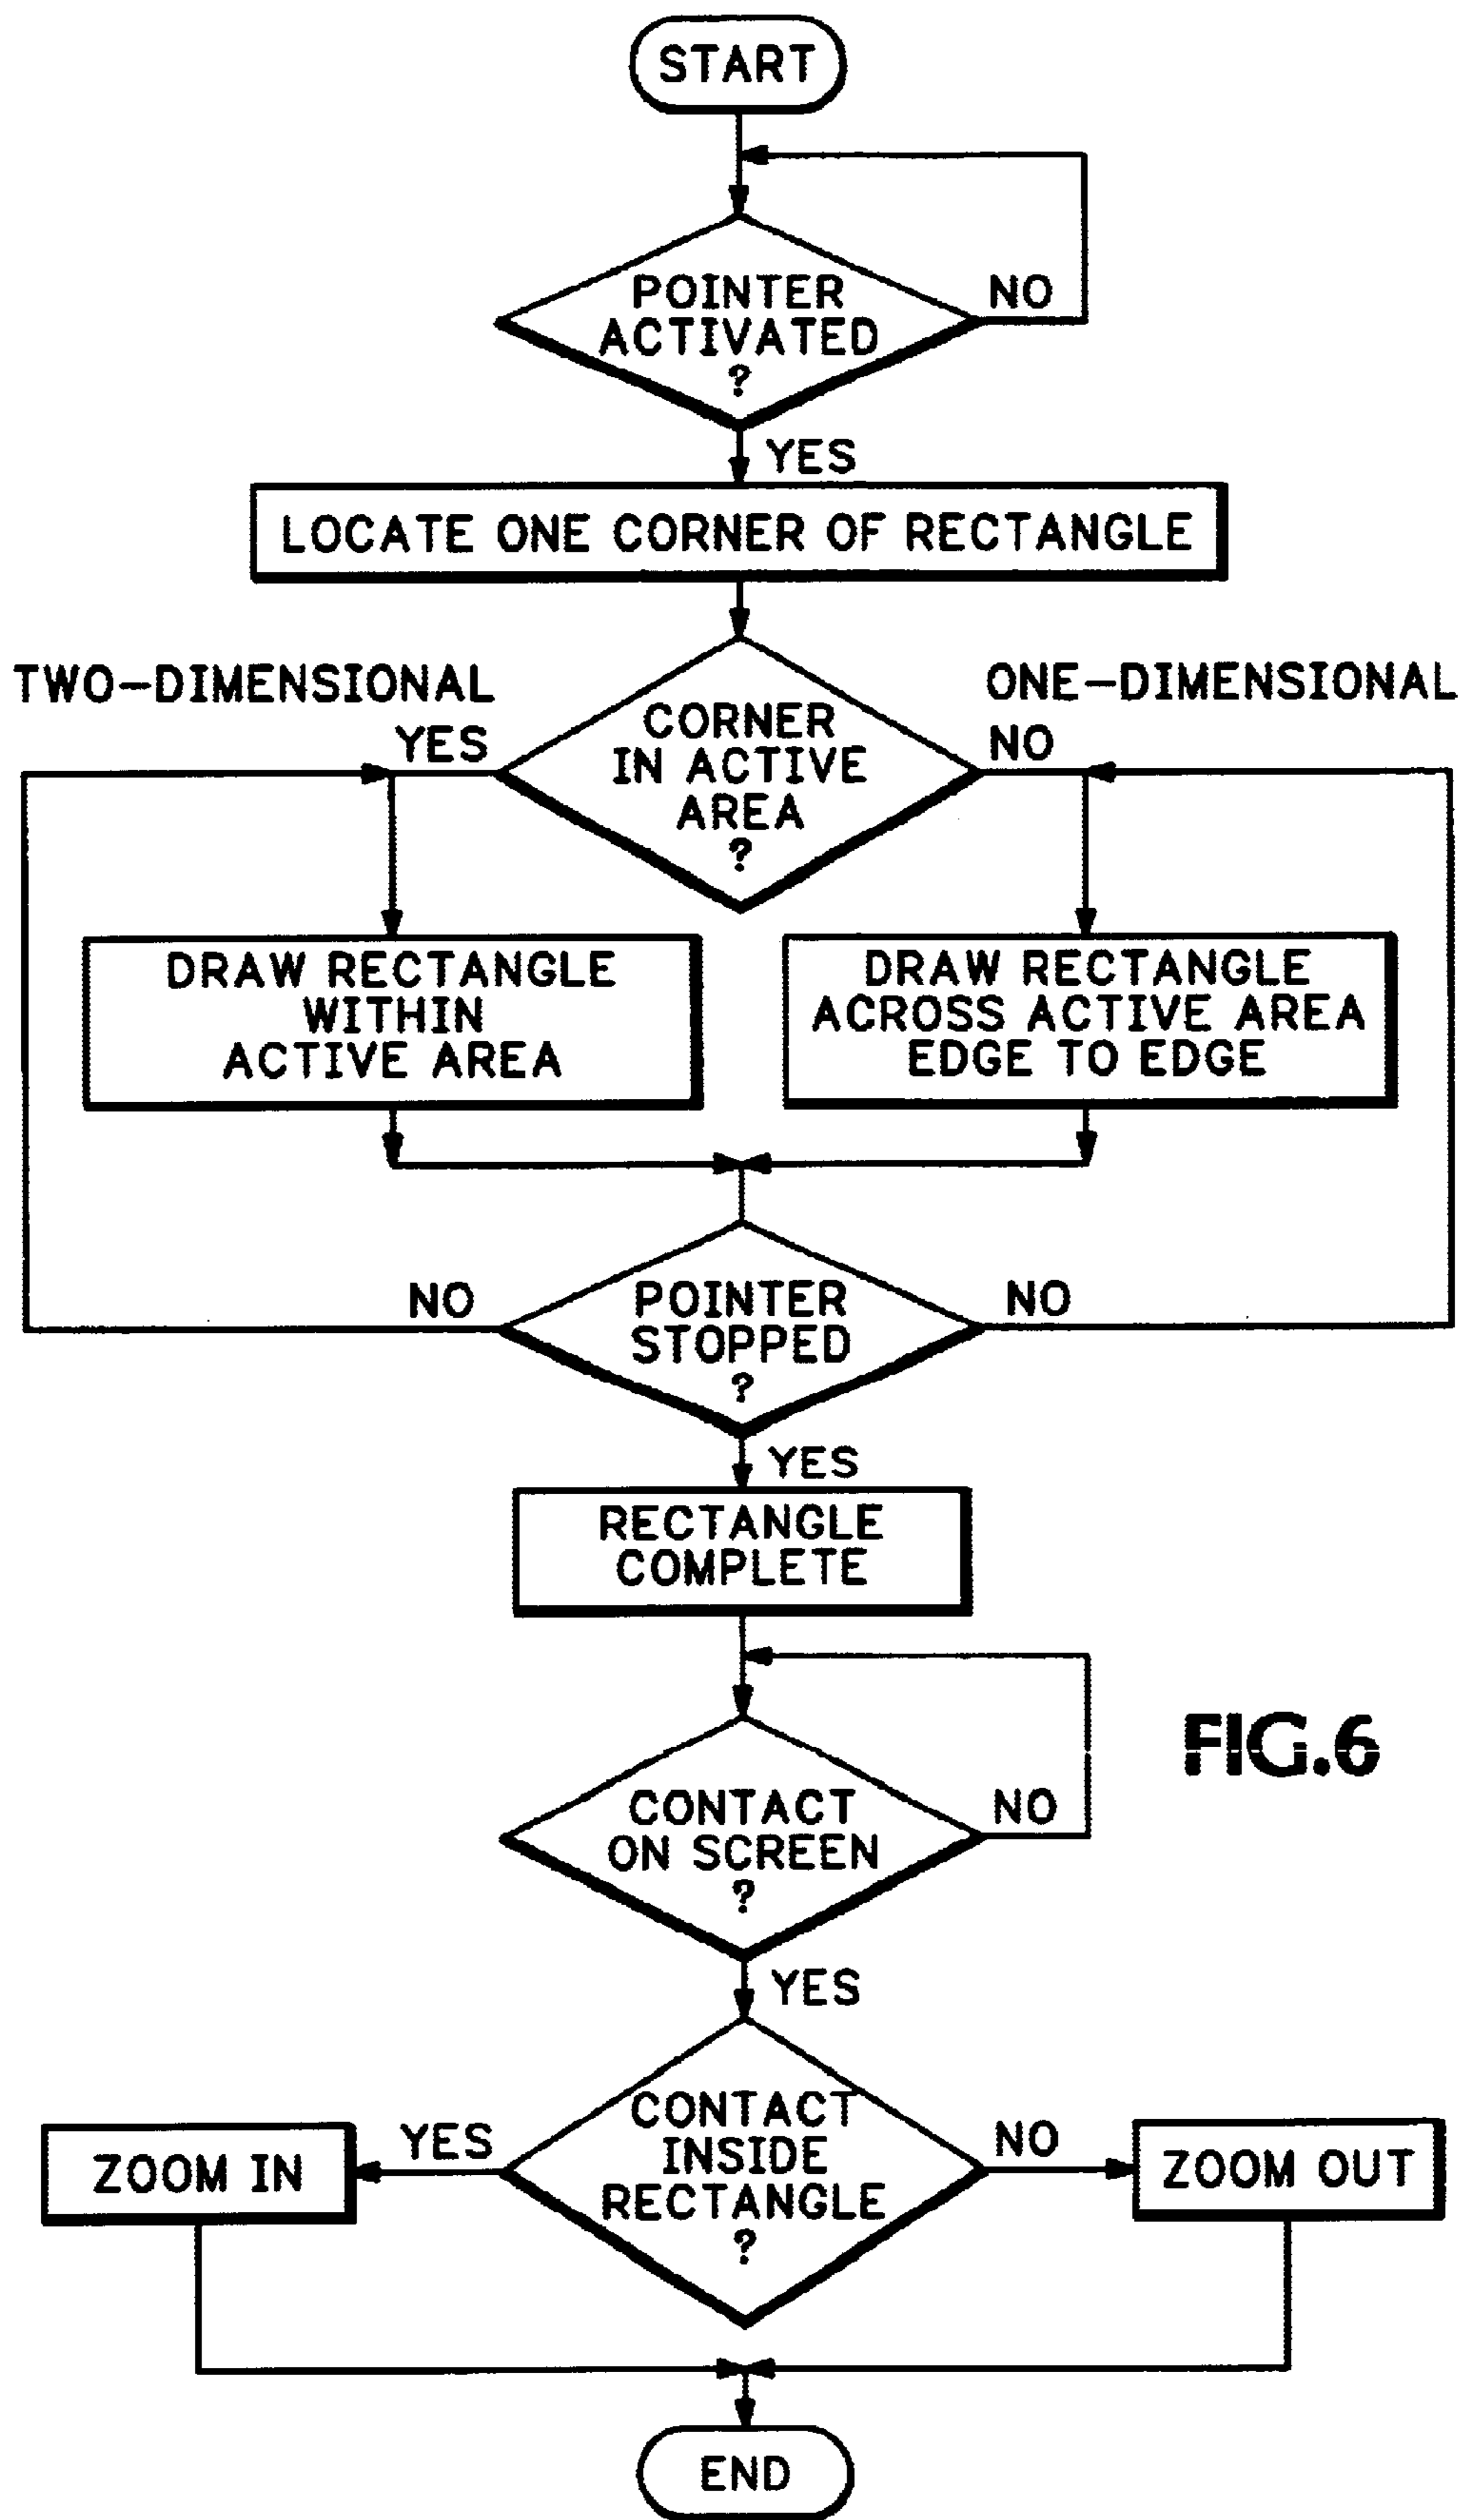 START
POINTER
ACTIVATED
?
NO
YES
LOCATE ONE CORNER OF RECTANGLE
TWO-DIMENSIONAL
ONE-DIMENSIONAL
YES
CORNER
IN ACTIVE
AREA
?
NO
DRAW RECTANGLE
WITHIN
ACTIVE AREA
DRAW RECTANGLE
ACROSS ACTIVE AREA
EDGE TO EDGE
NO
POINTER
STOPPED
?
NO
YES
RECTANGLE
COMPLETE
CONTACT
ON SCREEN
?
NO
FIG.6
YES
CONTACT
INSIDE
RECTANGLE
?
YES
NO
ZOOM IN
ZOOM OUT
END